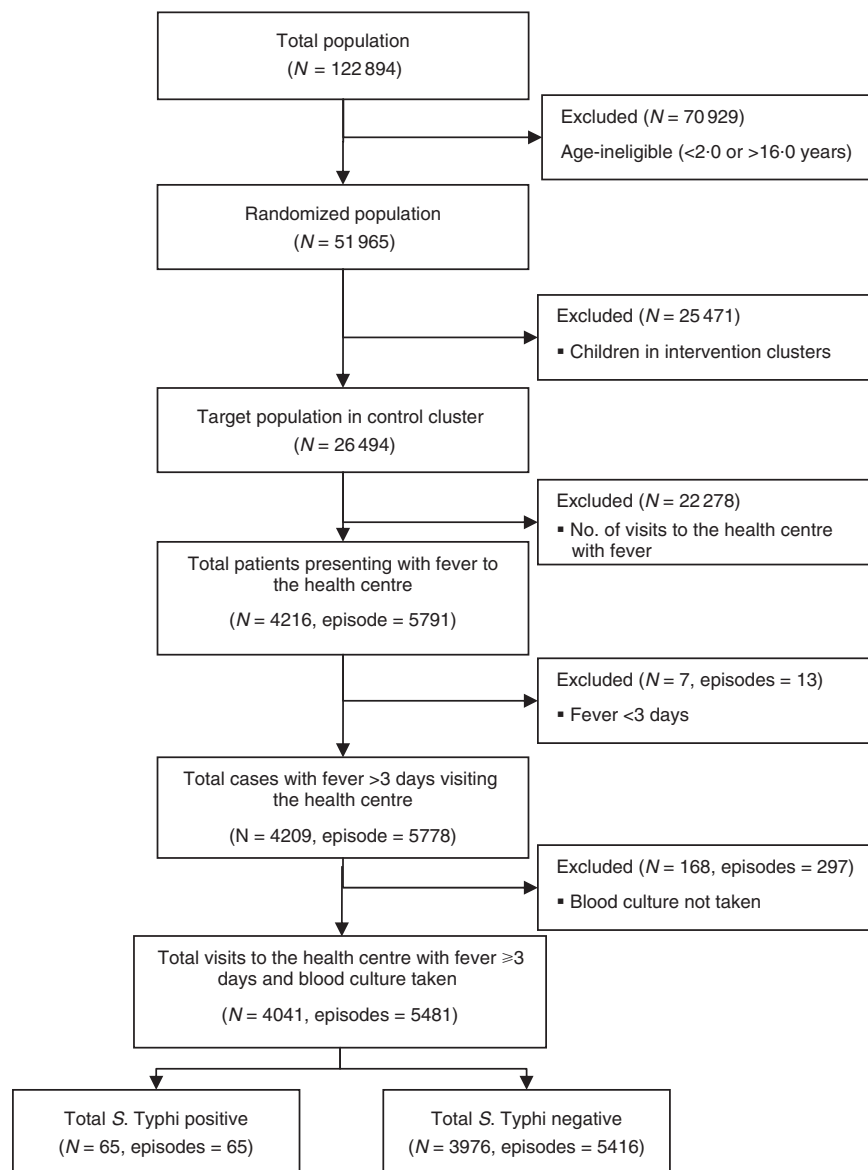 Total population
(N = 122 894)
Excluded (N = 70 929)
Age-ineligible (<2·0 or >16·0 years)
Randomized population
(N = 51 965)
Excluded (N = 25 471)
▪ Children in intervention clusters
Target population in control cluster
(N = 26 494)
Excluded (N = 22 278)
▪ No. of visits to the health centre
with fever
Total patients presenting with fever to
the health centre
(N = 4216, episode = 5791)
Excluded (N = 7, episodes = 13)
▪ Fever <3 days
Total cases with fever >3 days visiting
the health centre
(N = 4209, episode = 5778)
Excluded (N = 168, episodes = 297)
▪ Blood culture not taken
Total visits to the health centre with fever ⩾3
days and blood culture taken
(N = 4041, episodes = 5481)
Total S. Typhi positive
(N = 65, episodes = 65)
Total S. Typhi negative
(N = 3976, episodes = 5416)